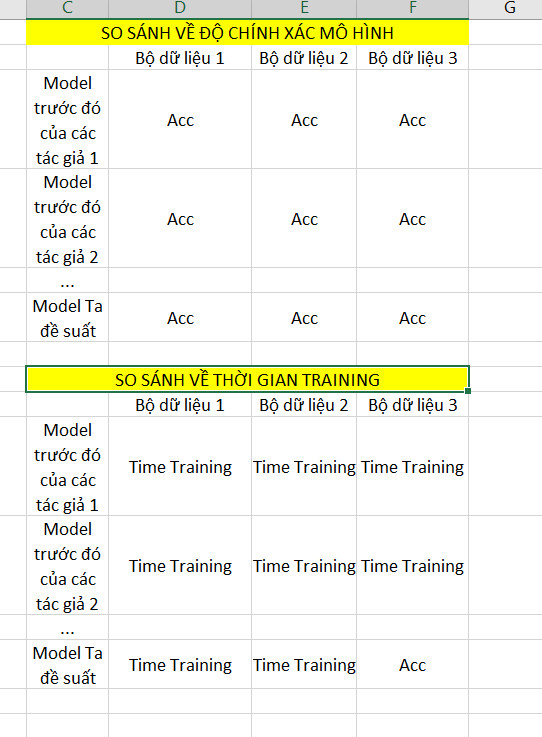 C D E F G
SO SÁNH VỀ ĐỘ CHÍNH XÁC MÔ HÌNH
Bộ dữ liệu 1 Bộ dữ liệu 2 Bộ dữ liệu 3
Model
trước đó
của các
tác giả 1
Acc Acc Acc
Model
trước đó
của các
tác giả 2
Acc Acc Acc
...
Model Ta
đề suất
Acc Acc Acc
SO SÁNH VỀ THỜI GIAN TRAINING
Bộ dữ liệu 1 Bộ dữ liệu 2 Bộ dữ liệu 3
Model
trước đó
của các
tác giả 1
Time Training Time Training Time Training
Model
trước đó
của các
tác giả 2
Time Training Time Training Time Training
...
Model Ta
đề suất
Time Training Time Training Acc